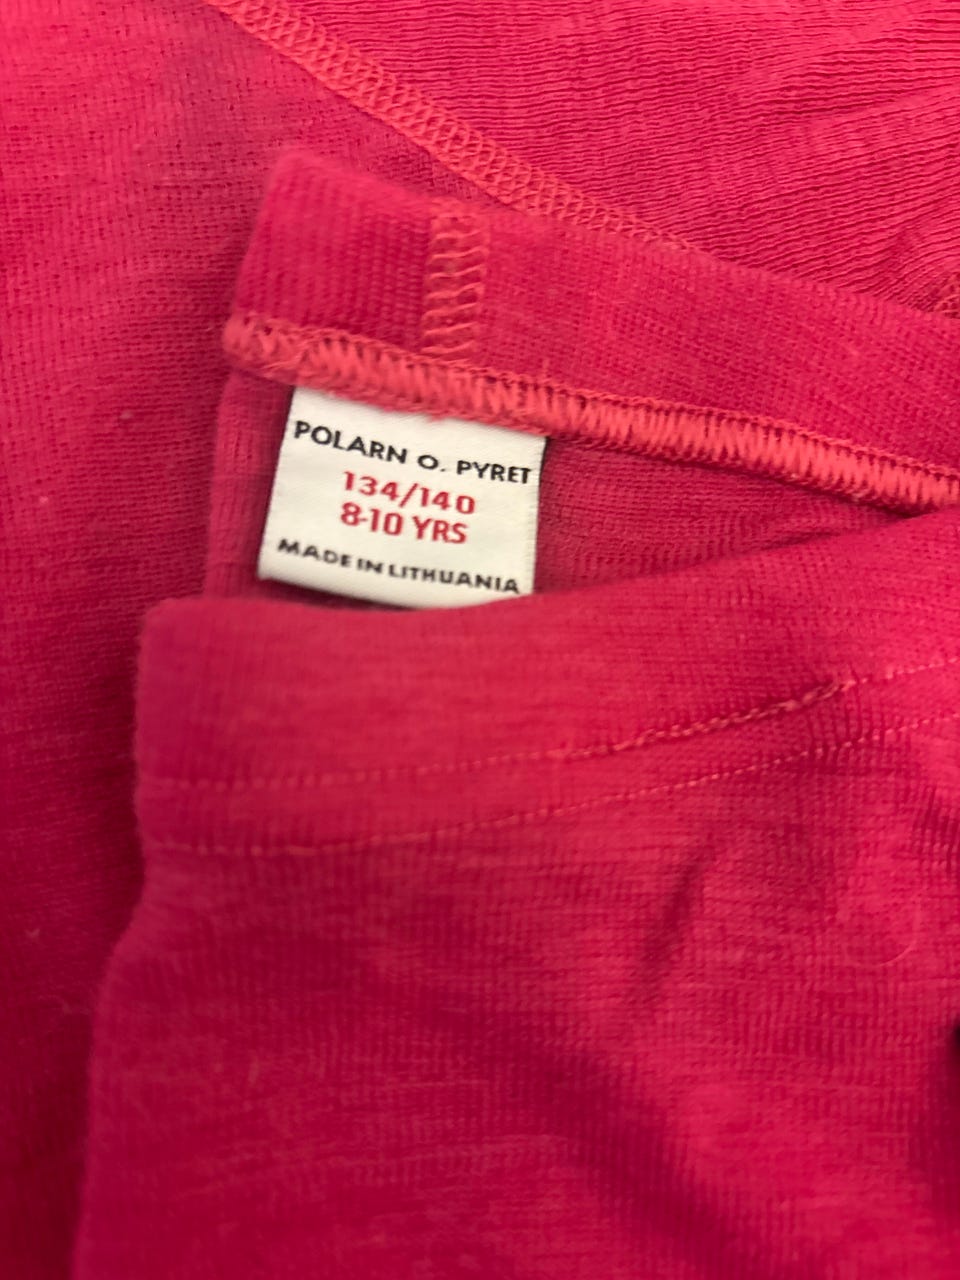 POLARN O. PYRET
134/140
8-10 YRS
MADE IN LITHUANIA